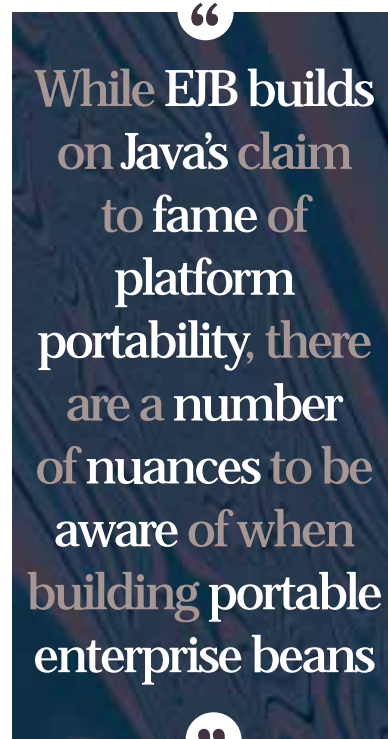 “
While EJB builds
on Java’s claim
to fame of
platform
portability, there
are a number
of nuances to be
aware of when
building portable
enterprise beans
”